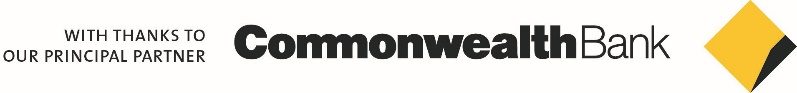 WITH THANKS TO
OUR PRINCIPAL PARTNER
CommonwealthBank